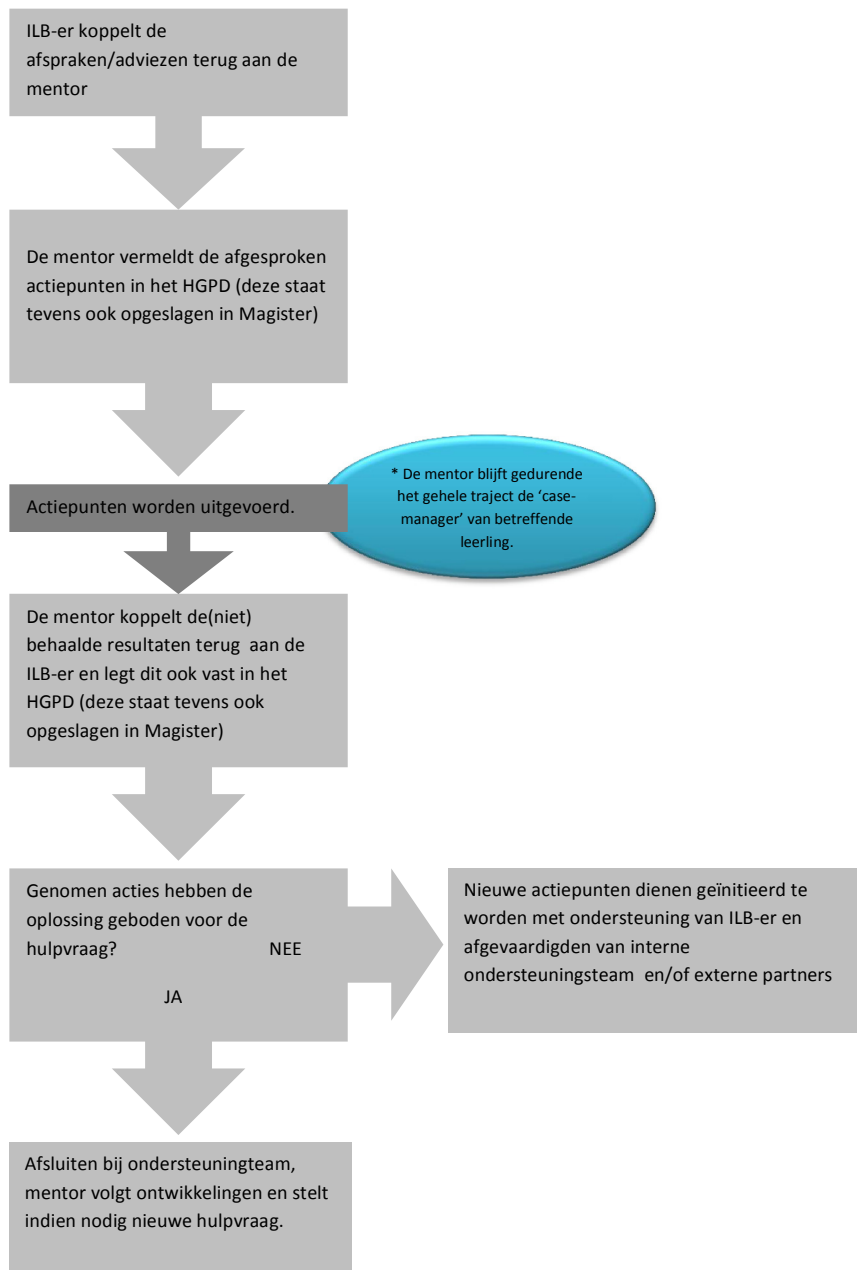 ILB-er koppelt de
afspraken/adviezen terug aan de
mentor
De mentor vermeldt de afgesproken
actiepunten in het HGPD (deze staat
tevens ook opgeslagen in Magister)
* De mentor blijft gedurende
het gehele traject de ‘case-
manager’ van betreffende
leerling.
Actiepunten worden uitgevoerd.
De mentor koppelt de(niet)
behaalde resultaten terug aan de
ILB-er en legt dit ook vast in het
HGPD (deze staat tevens ook
opgeslagen in Magister)
Genomen acties hebben de
oplossing geboden voor de
hulpvraag? NEE
JA
Nieuwe actiepunten dienen geïnitieerd te
worden met ondersteuning van ILB-er en
afgevaardigden van interne
ondersteuningsteam en/of externe partners
Afsluiten bij ondersteuningteam,
mentor volgt ontwikkelingen en stelt
indien nodig nieuwe hulpvraag.